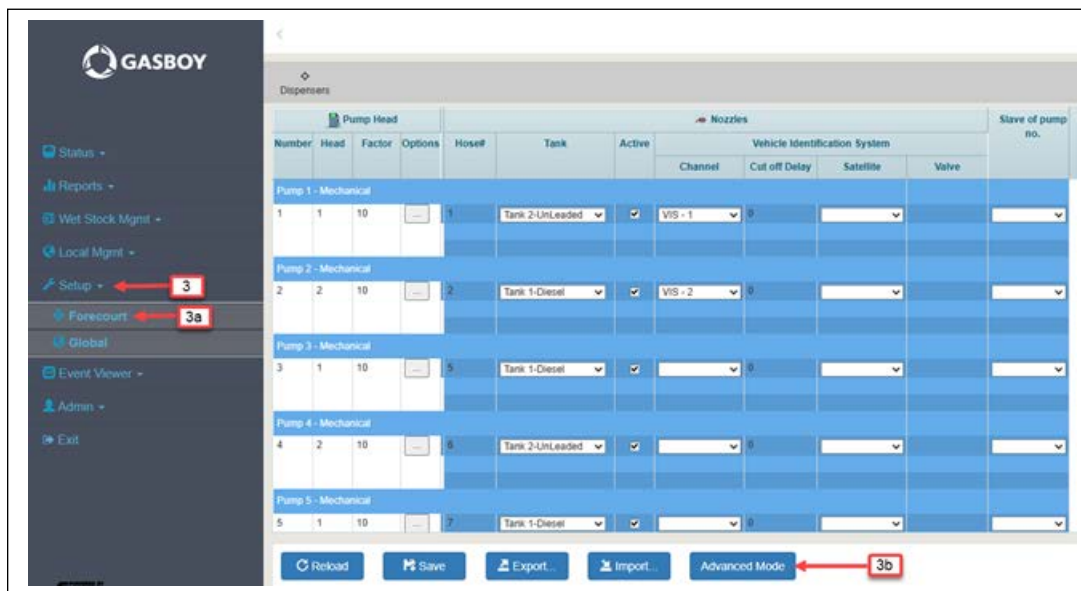 GASBOY
<
Dispensers
Status
Reports
Wet Stock Mgmt
Local Mgmt
Setup
3
Forecourt
3a
Global
Event Viewer
Admin
Exit
Pump Head
Nozzles
Slave of pump no.
Number Head Factor Options Hose# Tank Active Vehicle Identification System
Channel Cut off Delay Satellite Valve
Pump 1 - Mechanical
1 1 10 ... 1 Tank 2-UnLeaded VIS - 1 0
Pump 2 - Mechanical
2 2 10 ... 2 Tank 1-Diesel VIS - 2 0
Pump 3 - Mechanical
3 1 10 ... 5 Tank 1-Diesel 0
Pump 4 - Mechanical
4 2 10 ... 6 Tank 2-UnLeaded 0
Pump 5 - Mechanical
5 1 10 ... 7 Tank 1-Diesel 0
Reload Save Export... Import... Advanced Mode
3b